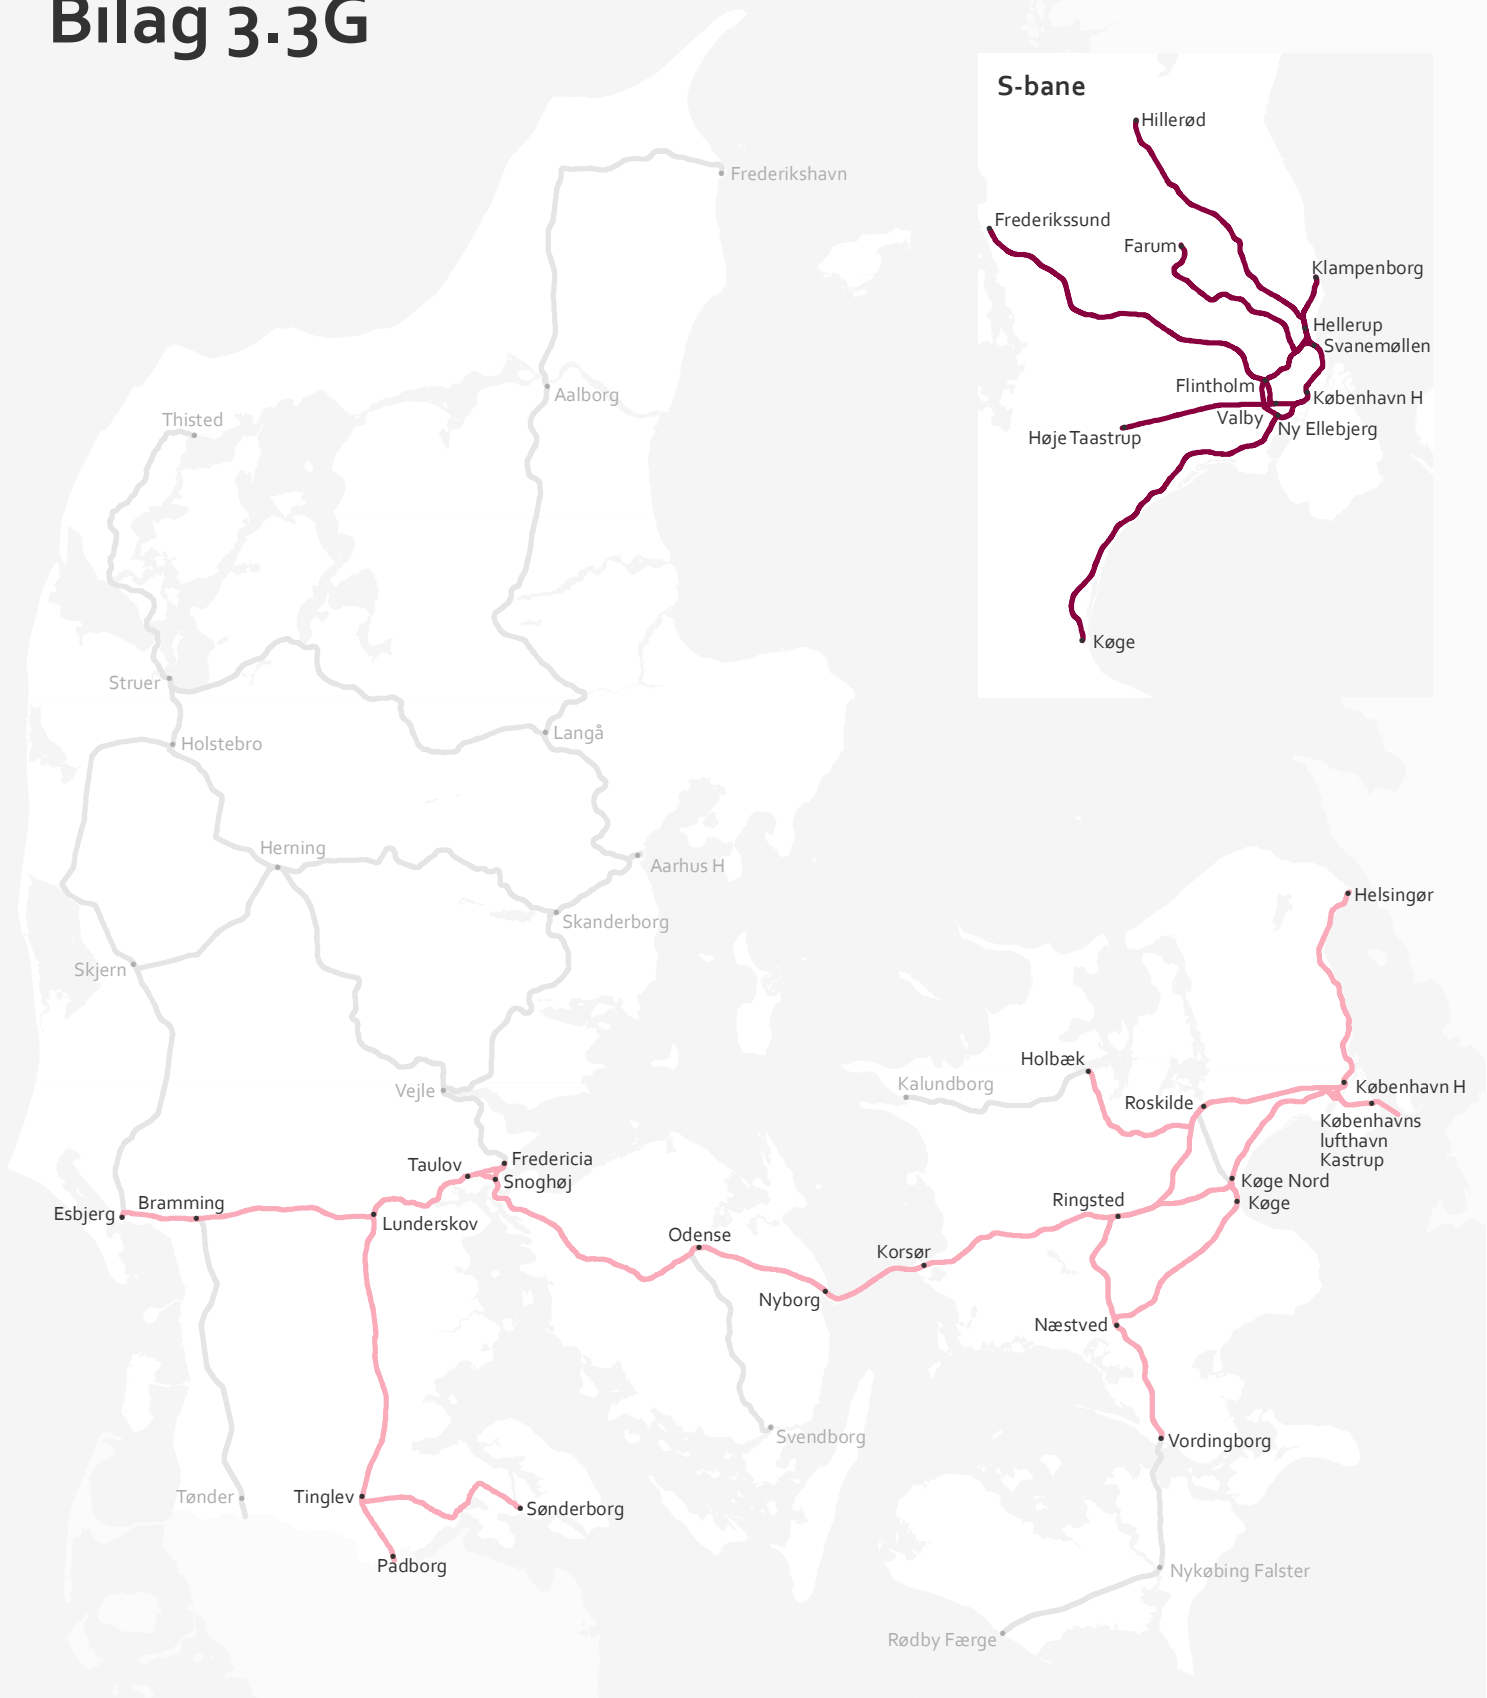 Bilag 3.3G
S-bane
Hillerød
Frederikshavn
Frederikssund
Farum
Klampenborg
Hellerup
Svanemøllen
Flintholm
København H
Valby
Ny Ellebjerg
Høje Taastrup
Køge
Aalborg
Thisted
Struer
Langå
Holstebro
Herning
Aarhus H
Skanderborg
Helsingør
Skjern
Holbæk
Kalundborg
København H
Vejle
Roskilde
Københavns
lufthavn
Kastrup
Fredericia
Taulov
Snoghøj
Køge Nord
Køge
Bramming
Esbjerg
Ringsted
Lunderskov
Odense
Korsør
Nyborg
Næstved
Svendborg
Vordingborg
Tønder
Tinglev
Sønderborg
Padborg
Nykøbing Falster
Rødby Færge